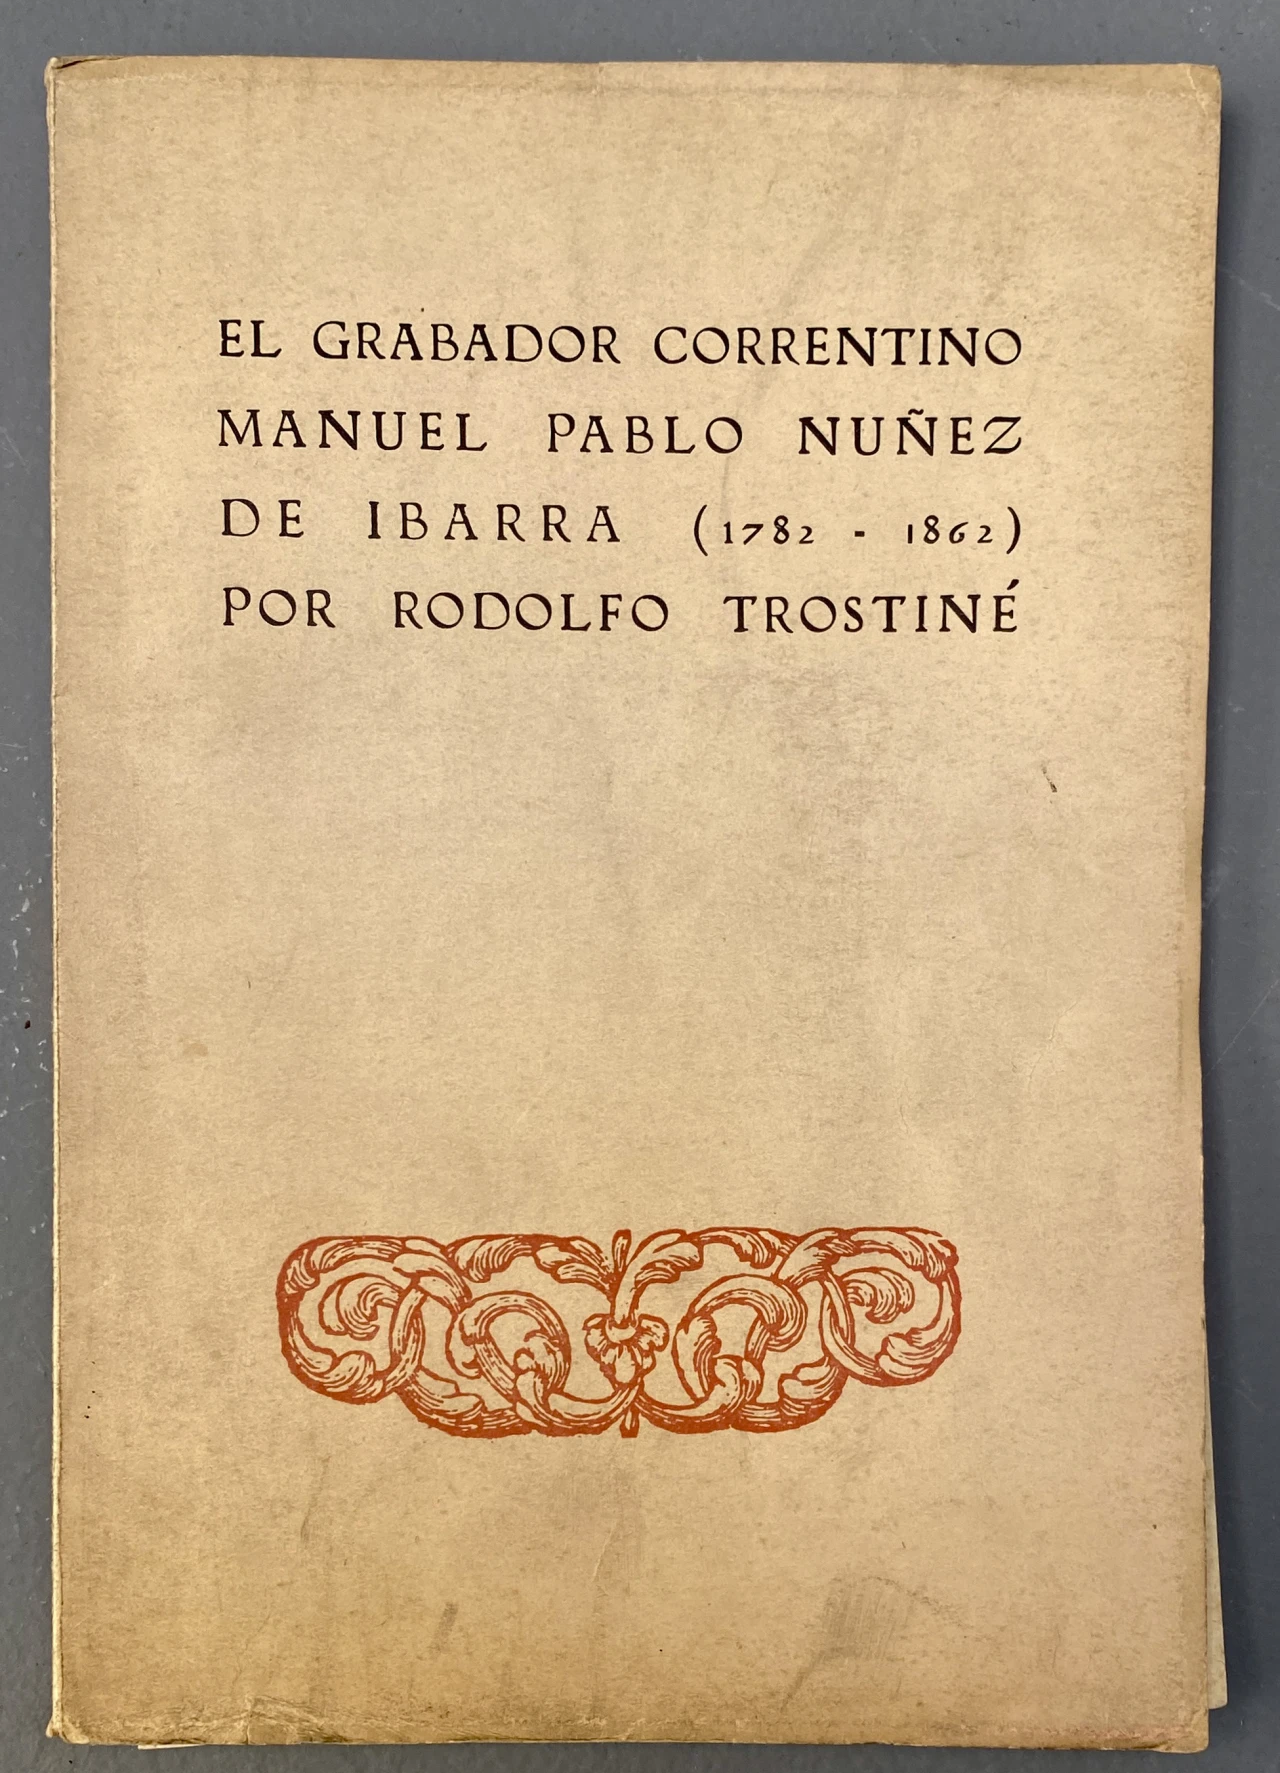 EL GRABADOR CORRENTINO
MANUEL PABLO NUÑEZ
DE IBARRA (1782 - 1862)
POR RODOLFO TROSTINÉ